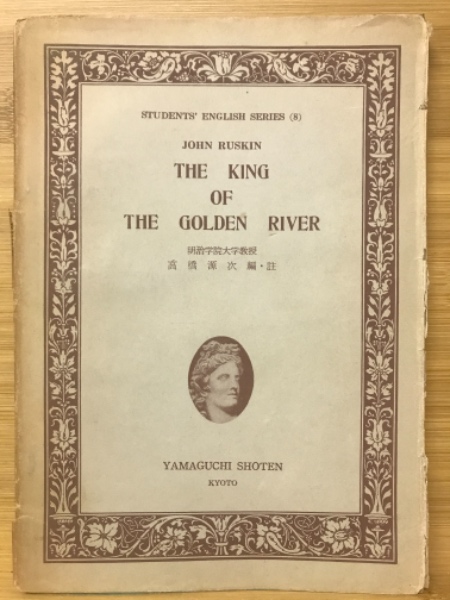 STUDENTS' ENGLISH SERIES (8)
JOHN RUSKIN
THE KING
OF
THE GOLDEN RIVER
明治学院大学教授
高橋源次 編・註
YAMAGUCHI SHOTEN
KYOTO